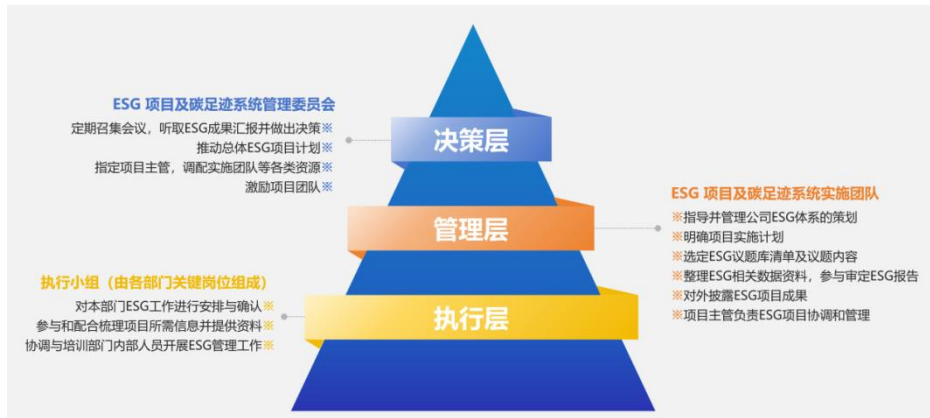 ESG 项目及碳足迹系统管理委员会
定期召集会议，听取ESG成果汇报并做出决策※
推动总体ESG项目计划※
指定项目主管，调配实施团队等各类资源※
激励项目团队※
决策层
ESG 项目及碳足迹系统实施团队
※指导并管理公司ESG体系的策划
※明确项目实施计划
※选定ESG议题库清单及议题内容
※整理ESG相关数据资料，参与审定ESG报告
※对外披露ESG项目成果
※项目主管负责ESG项目协调和管理
管理层
执行小组（由各部门关键岗位组成）
对本部门ESG工作进行安排与确认※
参与和配合梳理项目所需信息并提供资料※
协调与培训部门内部人员开展ESG管理工作※
执行层